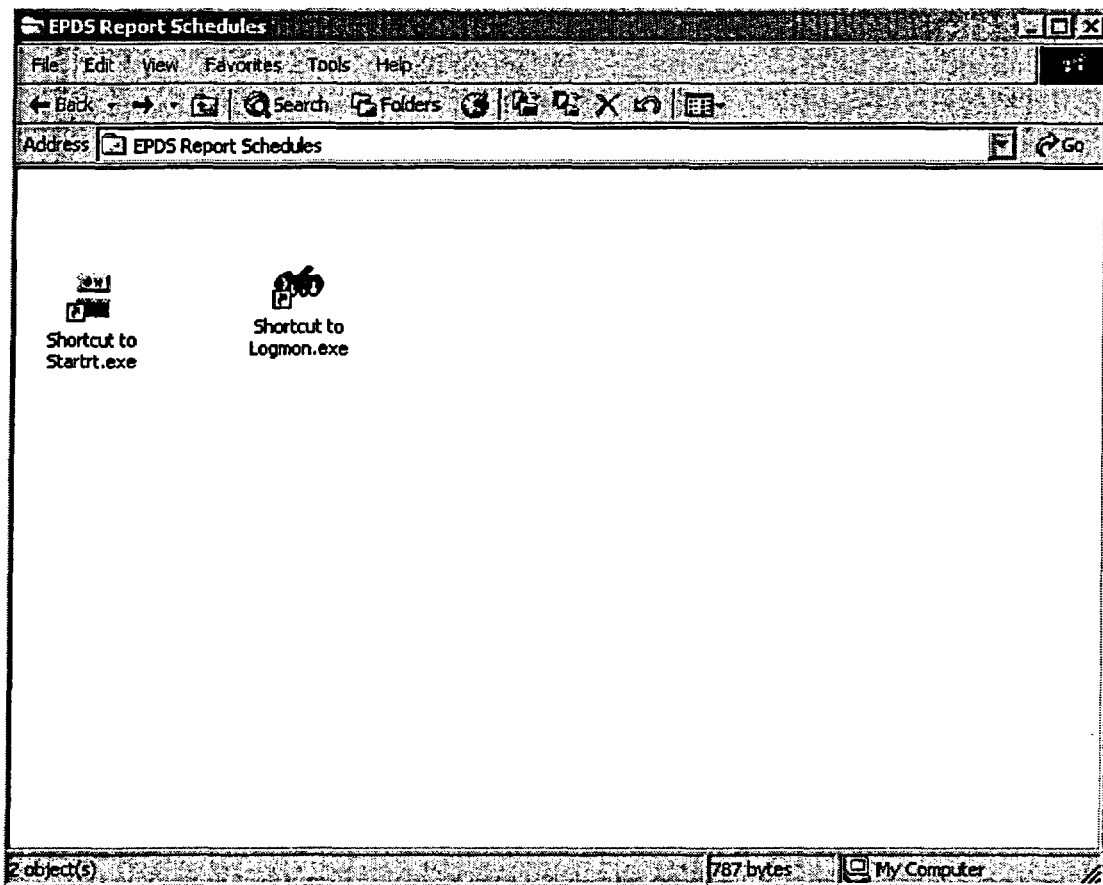 EPDS Report Schedules
File Edit View Favorites Tools Help
Back Search Folders
Address EPDS Report Schedules Go
Shortcut to
Startrt.exe
Shortcut to
Logmon.exe
2 object(s) 787 bytes My Computer